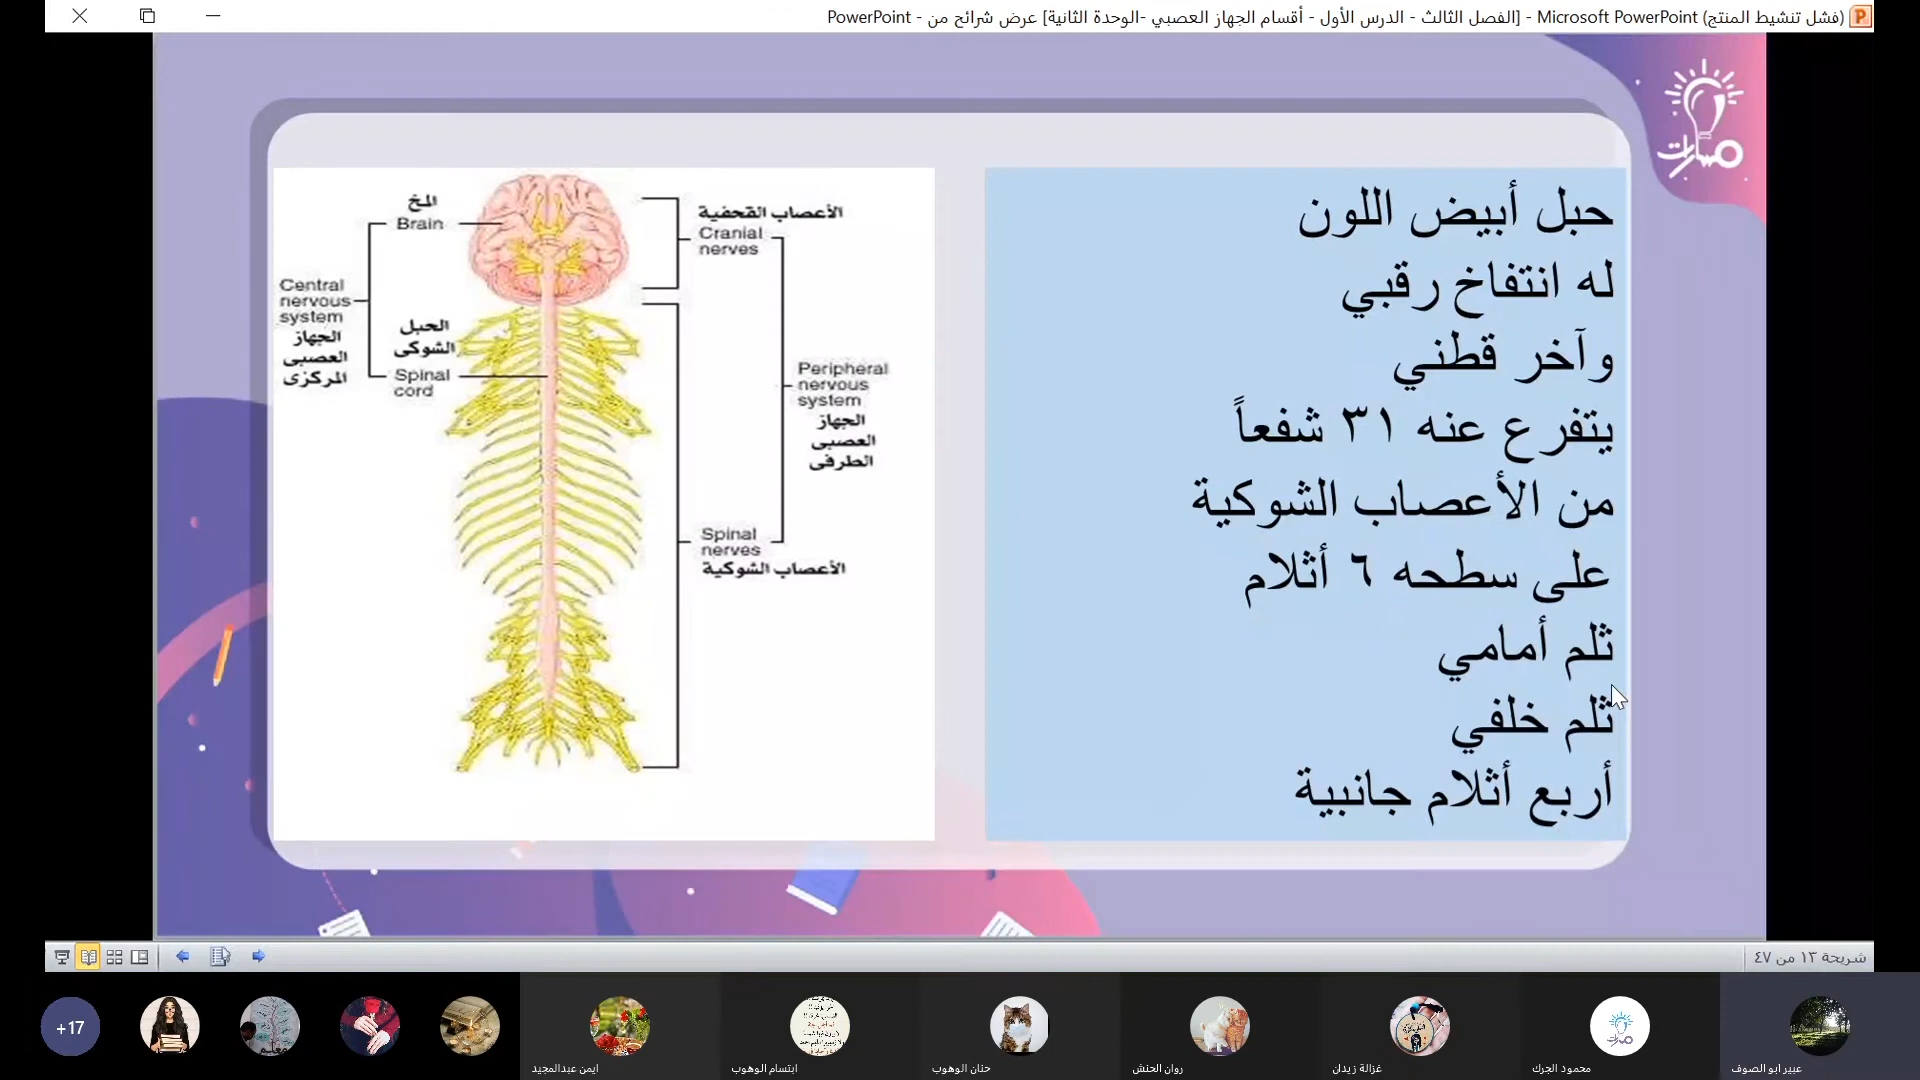 PowerPoint - [الفصل الثالث - الدرس الأول - أقسام الجهاز العصبي -الوحدة الثانية] عرض شرائح من - Microsoft PowerPoint (فشل تنشيط المنتج)
مسارات
حبل أبيض اللون
له انتفاخ رقبي
وآخر قطني
يتفرع عنه ٣١ شفعاً
من الأعصاب الشوكية
على سطحه ٦ أثلام
ثلم أمامي
ثلم خلفي
أربع أثلام جانبية
المخ
Brain
الأعصاب القحفية
Cranial
nerves
Central
nervous
system
الجهاز
العصبى
المركزى
الحبل
الشوكى
Spinal
cord
Peripheral
nervous
system
الجهاز
العصبى
الطرفى
Spinal
nerves
الأعصاب الشوكية
شريحة ١٣ من ٤٧
+17
ايمن عبدالمجيد
ابتسام الوهوب
حنان الوهوب
روان الحنش
غزالة زيدان
محمود الجرك
عبير ابو الصوف